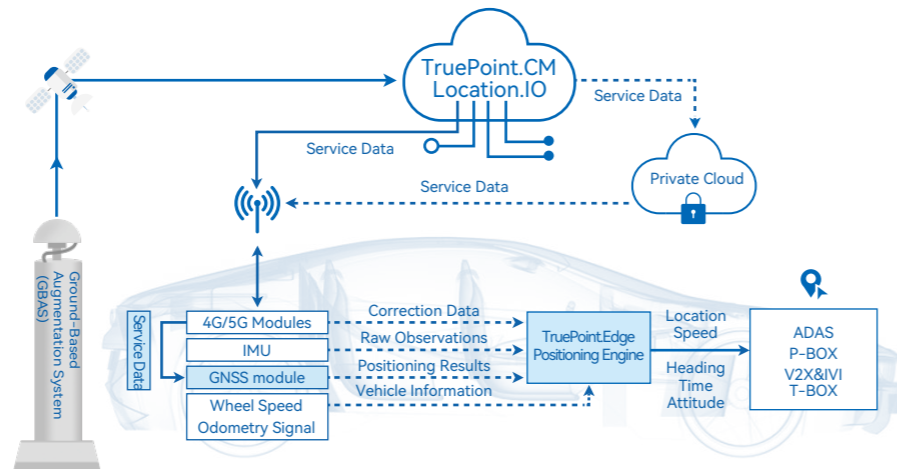 TruePoint.CM
Location.IO
Service Data
Service Data
Private Cloud
Service Data
Ground-Based
Augmentation System
(GBAS)
Service Data
4G/5G Modules
IMU
GNSS module
Wheel Speed
Odometry Signal
Correction Data
Raw Observations
Positioning Results
Vehicle Information
TruePoint.Edge
Positioning Engine
Location
Speed
Heading
Time
Attitude
ADAS
P-BOX
V2X&IVI
T-BOX